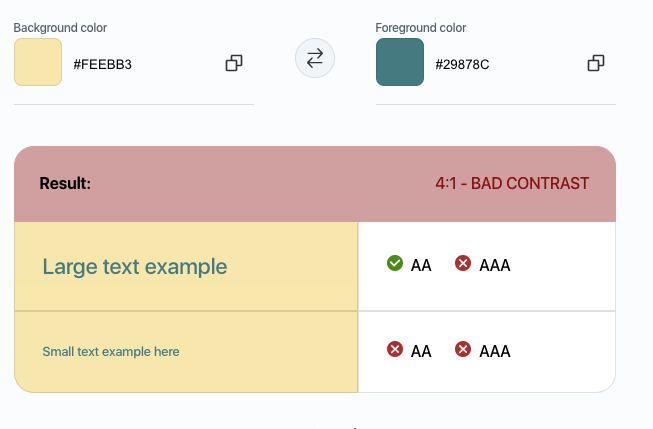 Background color
Foreground color
#FEEBB3
#29878C
Result:
4:1 - BAD CONTRAST
Large text example
AA
AAA
Small text example here
AA
AAA